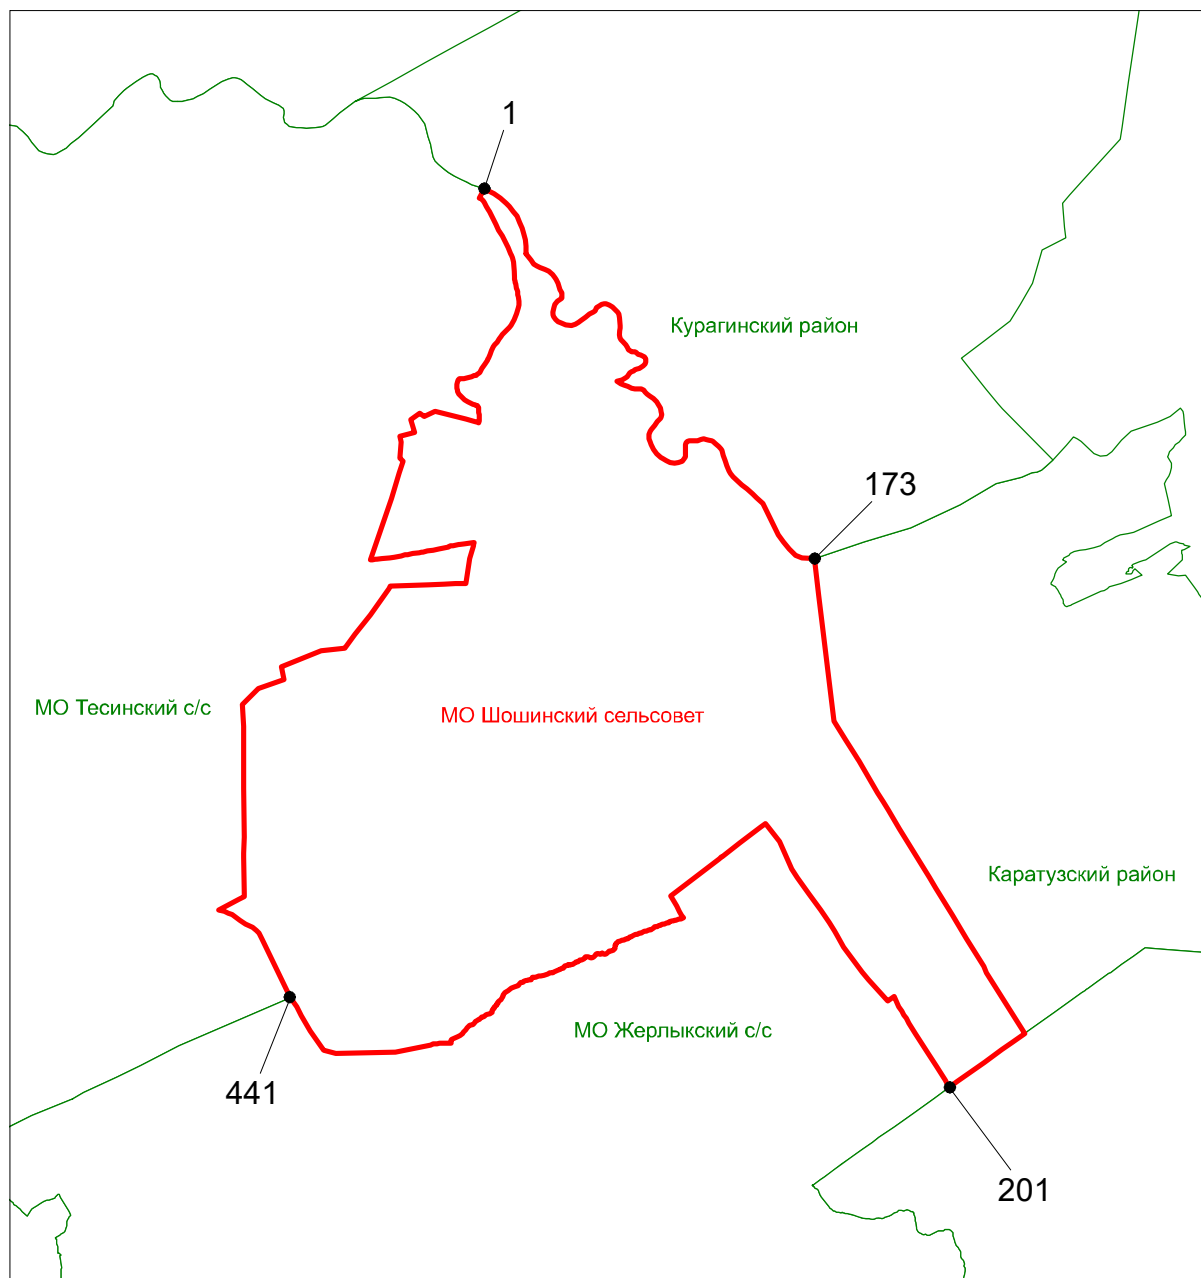 1
Курагинский район
173
МО Тесинский с/с
МО Шошинский сельсовет
Каратузский район
МО Жерлыкский с/с
441
201